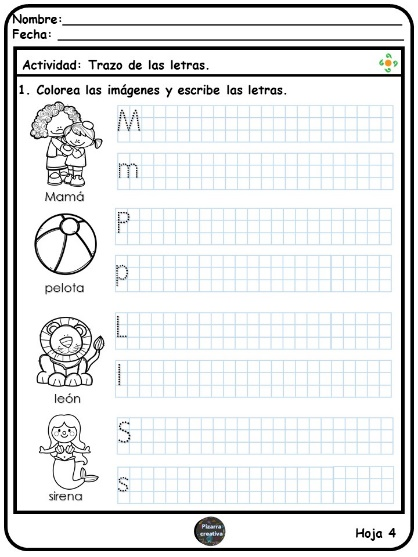 Nombre:
Fecha:
Actividad: Trazo de las letras.
1. Colorea las imágenes y escribe las letras.
M
m
Mamá
P
p
pelota
L
l
león
S
s
sirena
Pizarra
creativa
Hoja 4